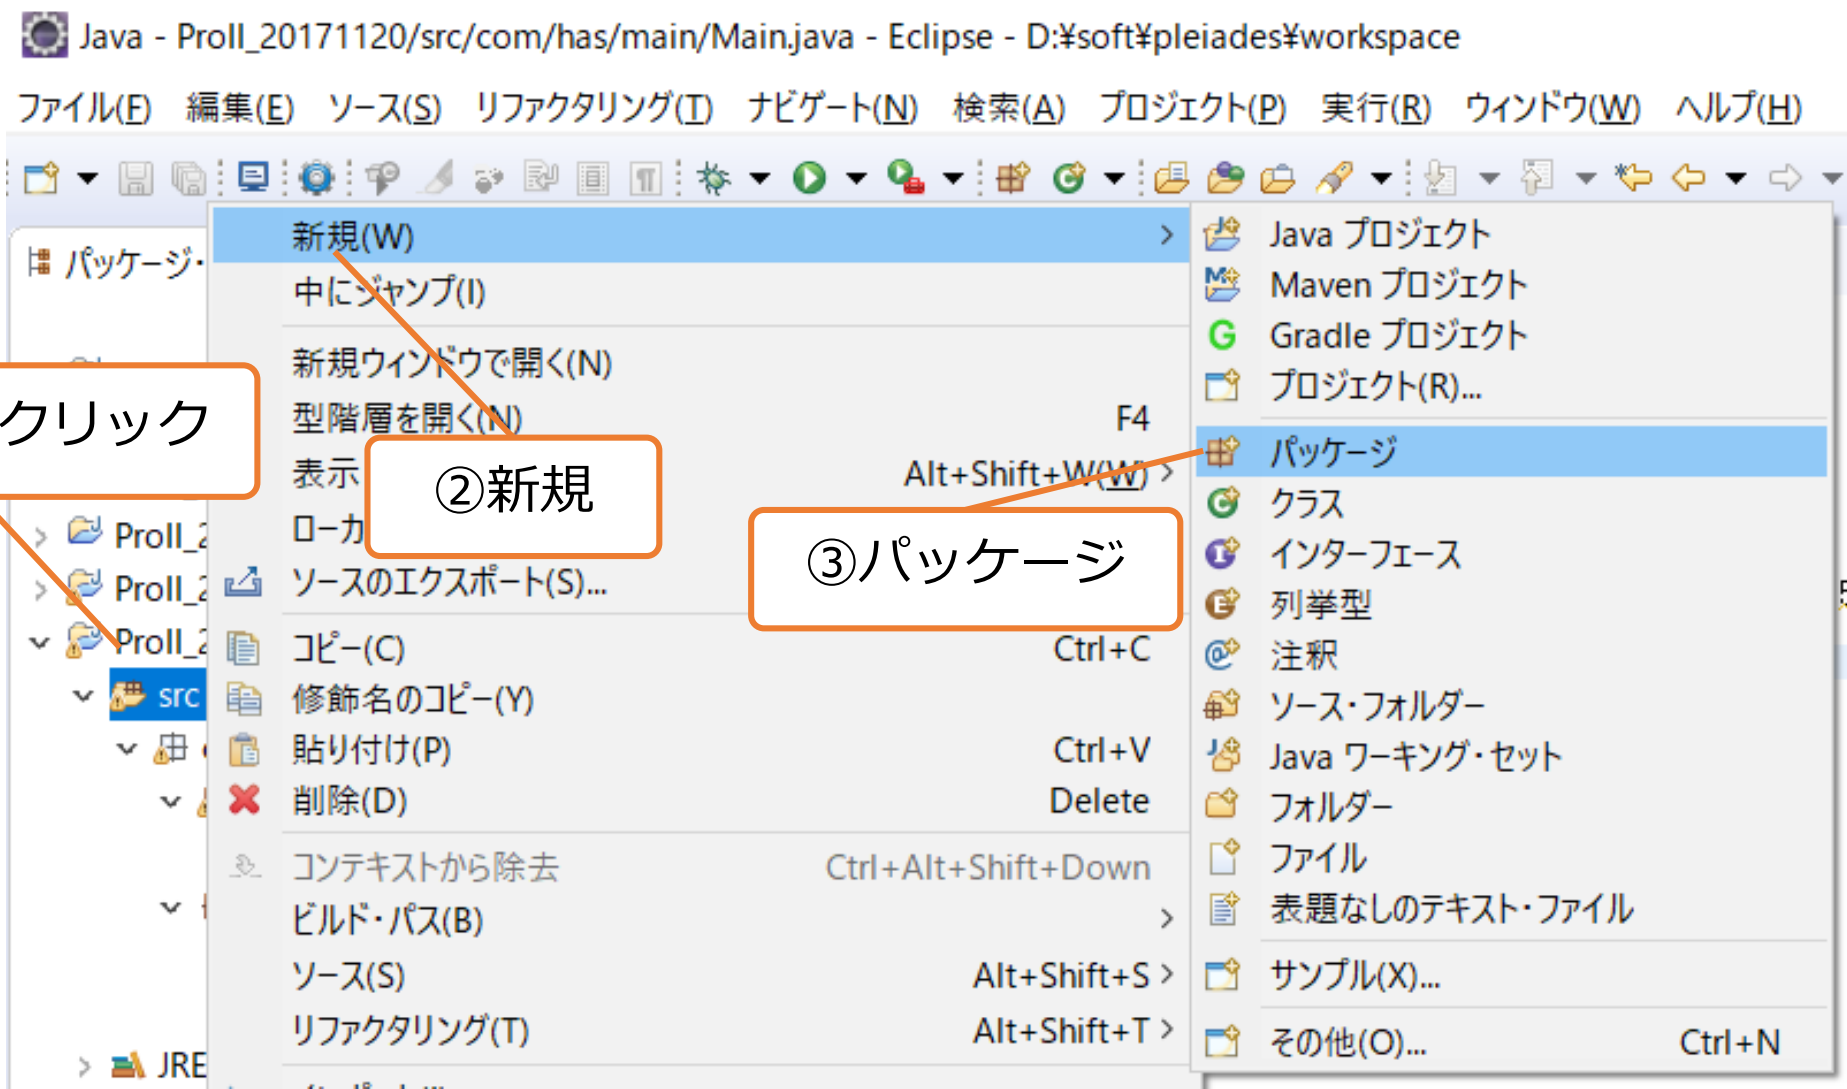 Java - ProII_20171120/src/com/has/main/Main.java - Eclipse - D:¥soft¥pleiades¥workspace
ファイル(F) 編集(E) ソース(S) リファクタリング(T) ナビゲート(N) 検索(A) プロジェクト(P) 実行(R) ウィンドウ(W) ヘルプ(H)
パッケージ・
クリック
ProII_2
ProII_2
ProII_2
src
JRE
新規(W)
中にジャンプ(I)
新規ウィンドウで開く(N)
型階層を開く(N) F4
表示 Alt+Shift+W(W)
ローカ
ソースのエクスポート(S)...
コピー(C) Ctrl+C
修飾名のコピー(Y)
貼り付け(P) Ctrl+V
削除(D) Delete
コンテキストから除去 Ctrl+Alt+Shift+Down
ビルド・パス(B)
ソース(S) Alt+Shift+S
リファクタリング(T) Alt+Shift+T
②新規
③パッケージ
Java プロジェクト
Maven プロジェクト
Gradle プロジェクト
プロジェクト(R)...
パッケージ
クラス
インターフェース
列挙型
注釈
ソース・フォルダー
Java ワーキング・セット
フォルダー
ファイル
表題なしのテキスト・ファイル
サンプル(X)...
その他(O)... Ctrl+N